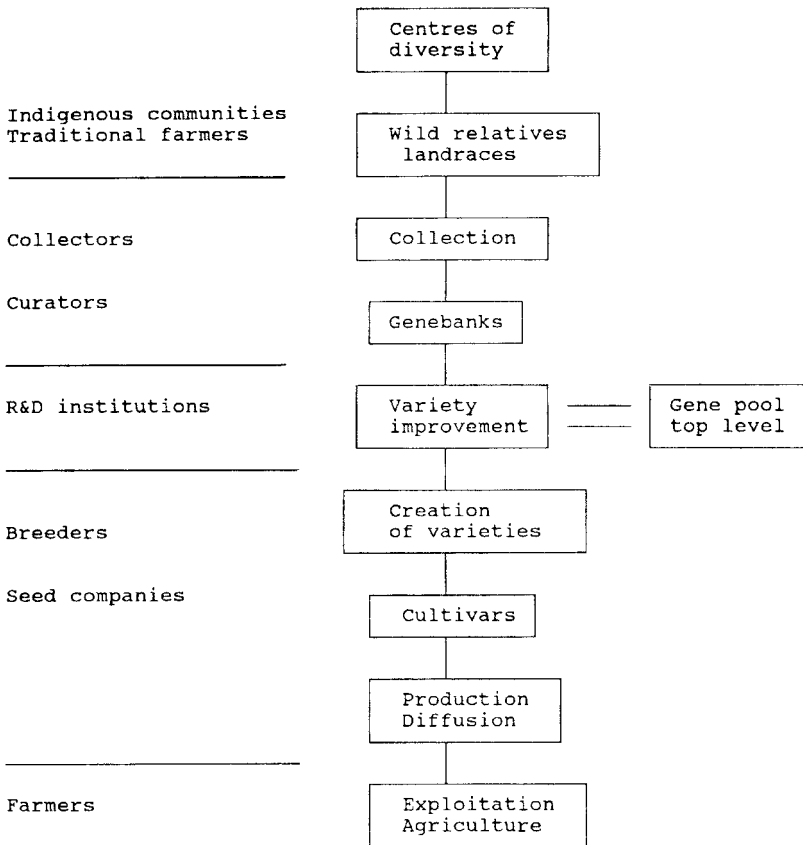 Centres of
diversity
Indigenous communities
Traditional farmers
Wild relatives
landraces
Collectors
Collection
Curators
Genebanks
R&D institutions
Variety
improvement
Gene pool
top level
Creation
of varieties
Breeders
Seed companies
Cultivars
Production
Diffusion
Farmers
Exploitation
Agriculture